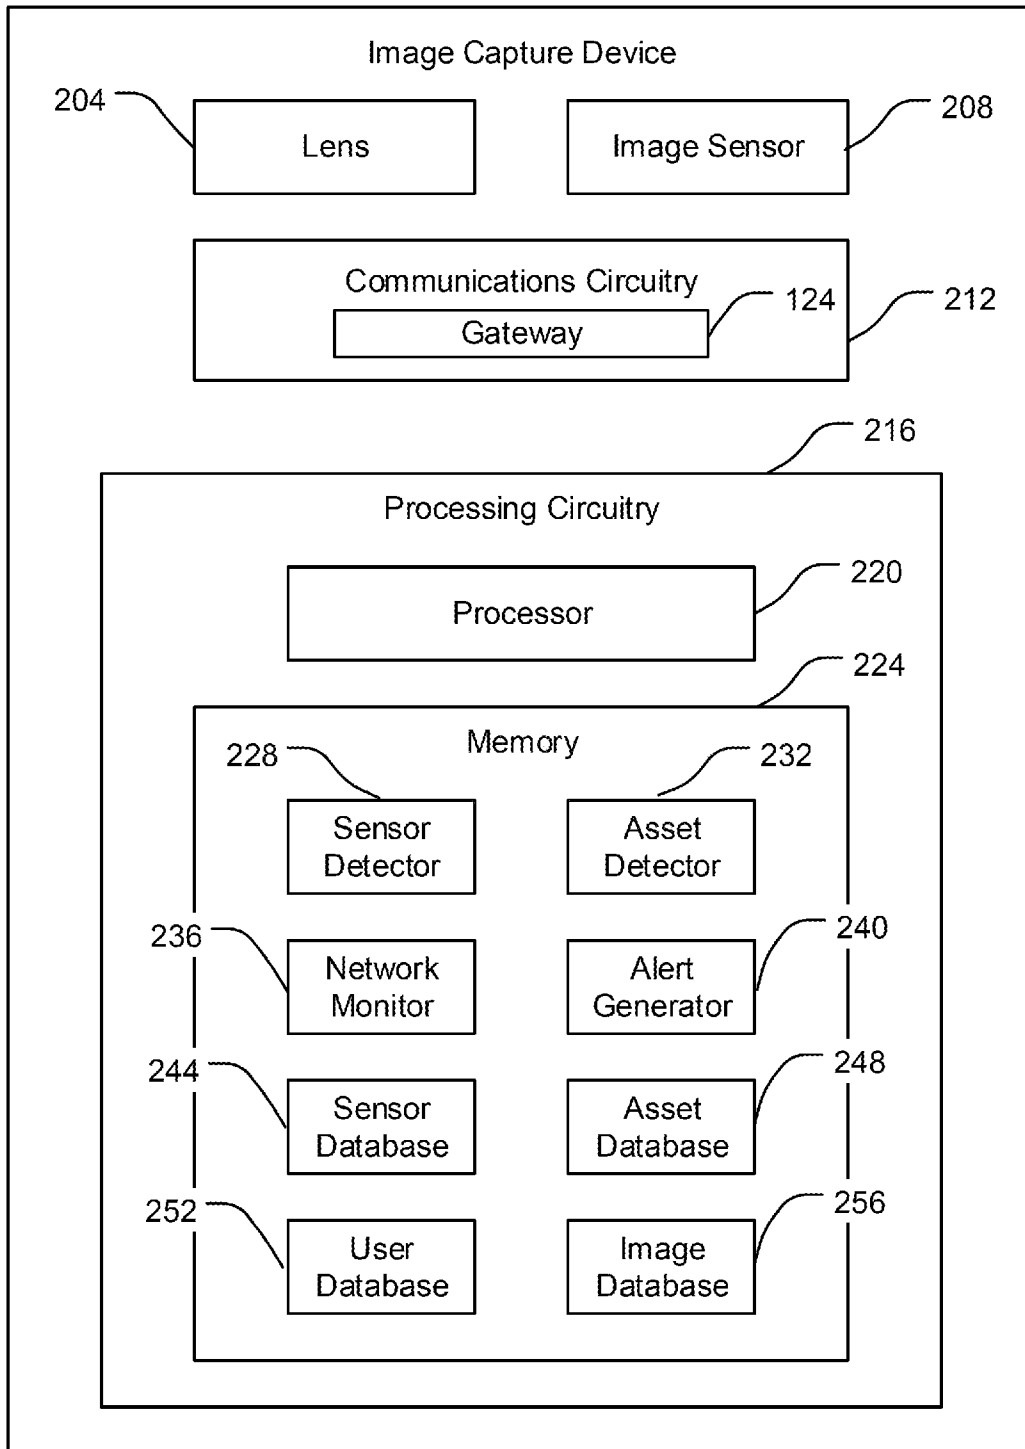 Image Capture Device
204
Lens
Image Sensor
208
Communications Circuitry
Gateway
124
212
216
Processing Circuitry
220
Processor
224
Memory
228
232
Sensor
Detector
Asset
Detector
236
Network
Monitor
Alert
Generator
240
244
Sensor
Database
Asset
Database
248
252
User
Database
Image
Database
256